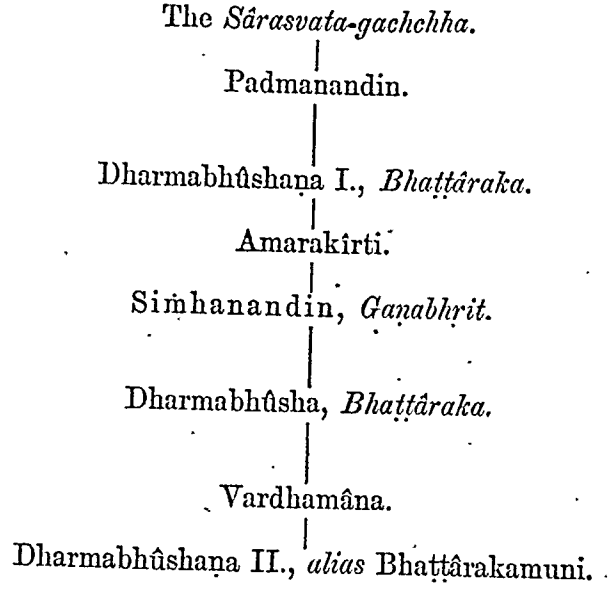 The Sârasvata-gachchha.
Padmanandin.
Dharmabhûshaṇa I., Bhaṭṭâraka.
Amarakîrti.
Siṁhanandin, Gaṇabhṛit.
Dharmabhûsha, Bhaṭṭâraka.
Vardhamâna.
Dharmabhûshaṇa II., alias Bhaṭṭârakamuni.